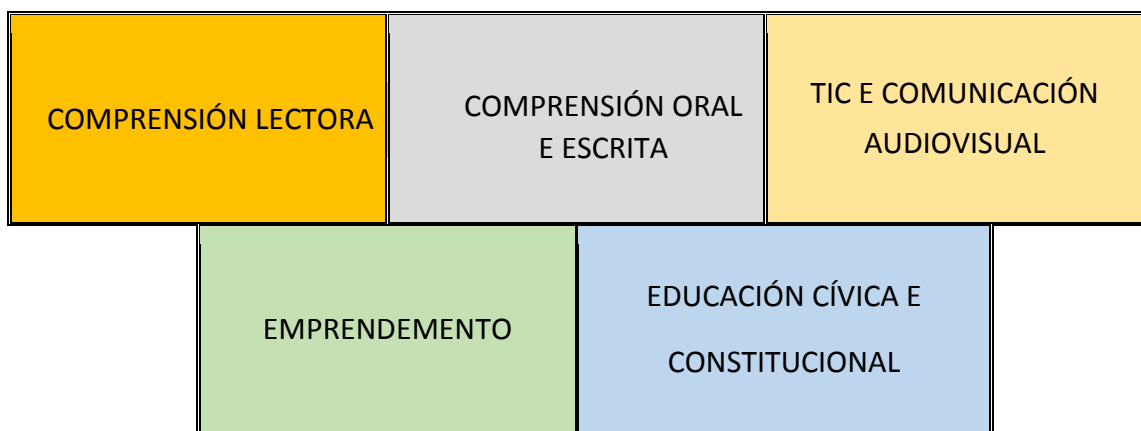 COMPRENSIÓN LECTORA
COMPRENSIÓN ORAL
E ESCRITA
TIC E COMUNICACIÓN
AUDIOVISUAL
EMPRENDEMENTO
EDUCACIÓN CÍVICA E
CONSTITUCIONAL